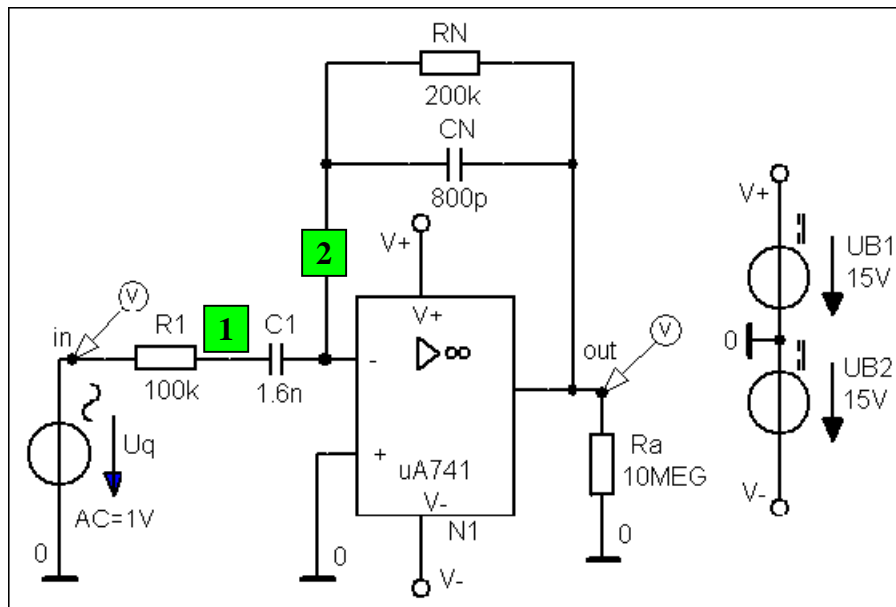 RN
200k
CN
800p
V+
2
V+
UB1
15V
V
in
R1
1
C1
100k
1.6n
V+
-
∞
out
V
0
UB2
15V
Uq
AC=1V
+
uA741
V-
N1
Ra
10MEG
0
0
0
V-
V-